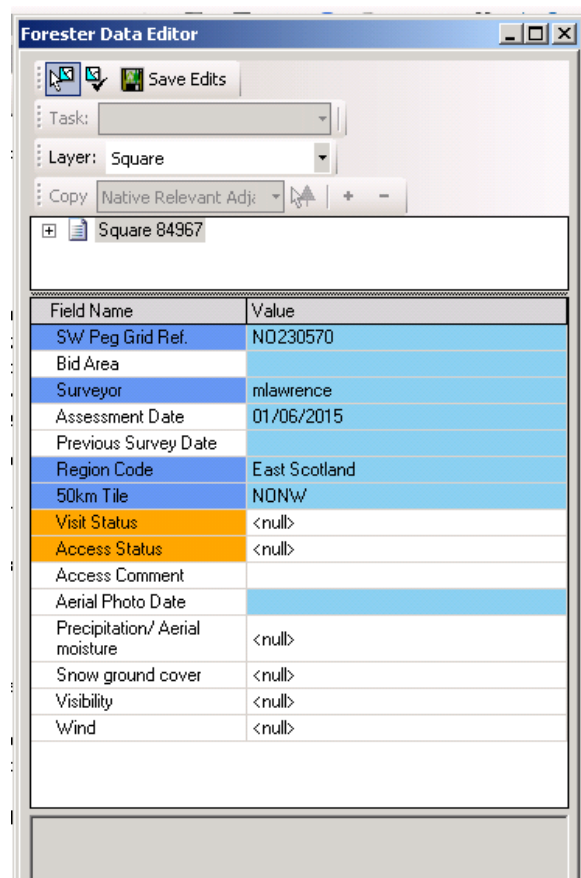 Forester Data Editor
Save Edits
Task:
Layer: Square
Copy Native Relevant Adja + -
Square 84967
Field Name Value
SW Peg Grid Ref. NO230570
Bid Area
Surveyor mlawrence
Assessment Date 01/06/2015
Previous Survey Date
Region Code East Scotland
50km Tile NONW
Visit Status <null>
Access Status <null>
Access Comment
Aerial Photo Date
Precipitation/ Aerial
moisture <null>
Snow ground cover <null>
Visibility <null>
Wind <null>